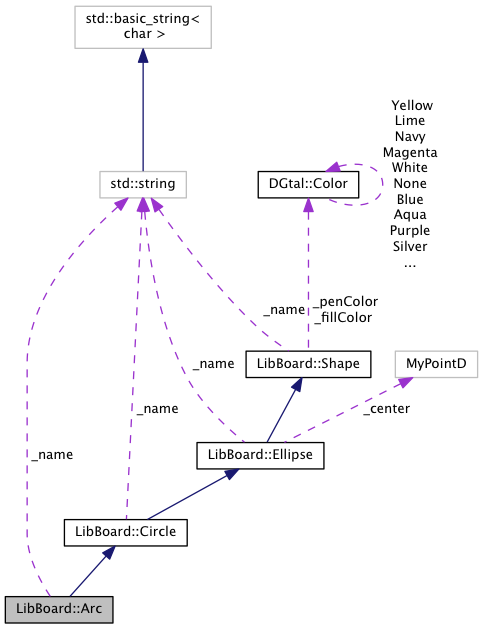 std::basic_string<
char >
Yellow
Lime
Navy
Magenta
White
None
Blue
Aqua
Purple
Silver
...
std::string
DGtal::Color
_name
_penColor
_fillColor
LibBoard::Shape
MyPointD
_name
_name
_center
LibBoard::Ellipse
_name
LibBoard::Circle
LibBoard::Arc